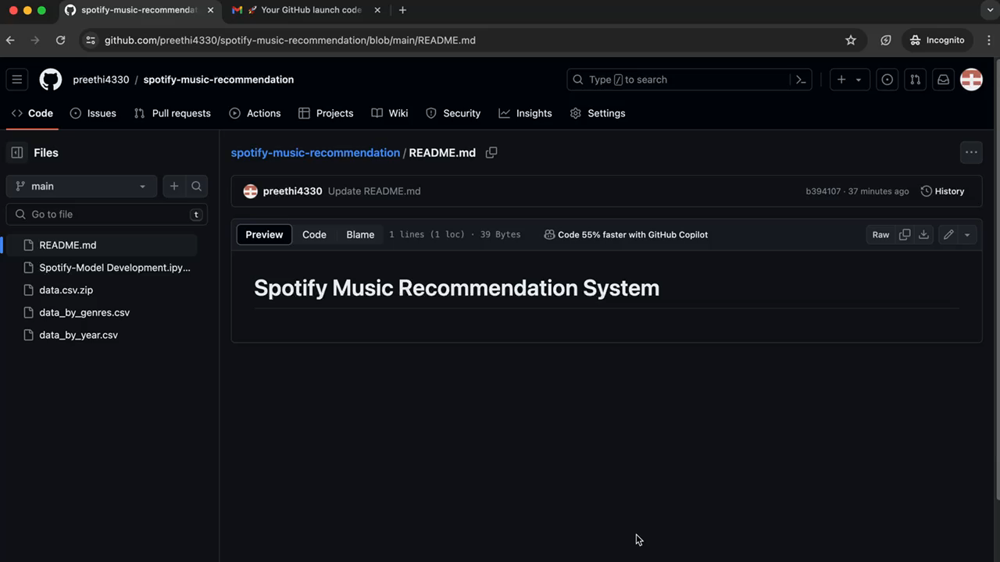 spotify-music-recommendat
🚀 Your GitHub launch code
github.com/preethi4330/spotify-music-recommendation/blob/main/README.md
Incognito
preethi4330 / spotify-music-recommendation
Type / to search
Code
Issues
Pull requests
Actions
Projects
Wiki
Security
Insights
Settings
Files
main
Go to file
t
README.md
Spotify-Model Development.ipy...
data.csv.zip
data_by_genres.csv
data_by_year.csv
spotify-music-recommendation / README.md
preethi4330 Update README.md
b394107 · 37 minutes ago
History
Preview
Code
Blame
1 lines (1 loc) · 39 Bytes
Code 55% faster with GitHub Copilot
Raw
Spotify Music Recommendation System